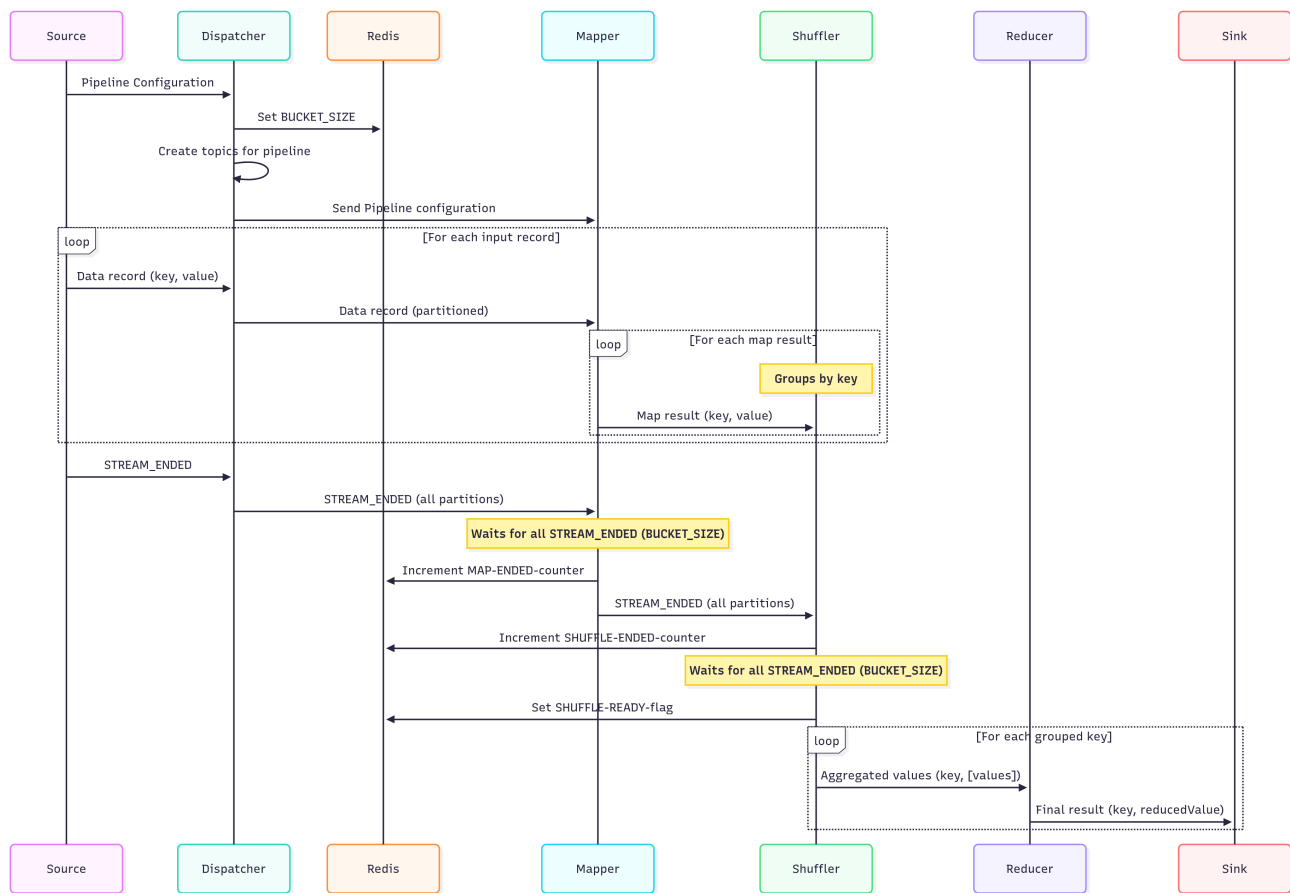 Source
Dispatcher
Redis
Mapper
Shuffler
Reducer
Sink
Pipeline Configuration
Set BUCKET_SIZE
Create topics for pipeline
Send Pipeline configuration
loop
[For each input record]
Data record (key, value)
Data record (partitioned)
loop
[For each map result]
Groups by key
Map result (key, value)
STREAM_ENDED
STREAM_ENDED (all partitions)
Waits for all STREAM_ENDED (BUCKET_SIZE)
Increment MAP-ENDED-counter
STREAM_ENDED (all partitions)
Increment SHUFFLE-ENDED-counter
Waits for all STREAM_ENDED (BUCKET_SIZE)
Set SHUFFLE-READY-flag
loop
[For each grouped key]
Aggregated values (key, [values])
Final result (key, reducedValue)
Source
Dispatcher
Redis
Mapper
Shuffler
Reducer
Sink